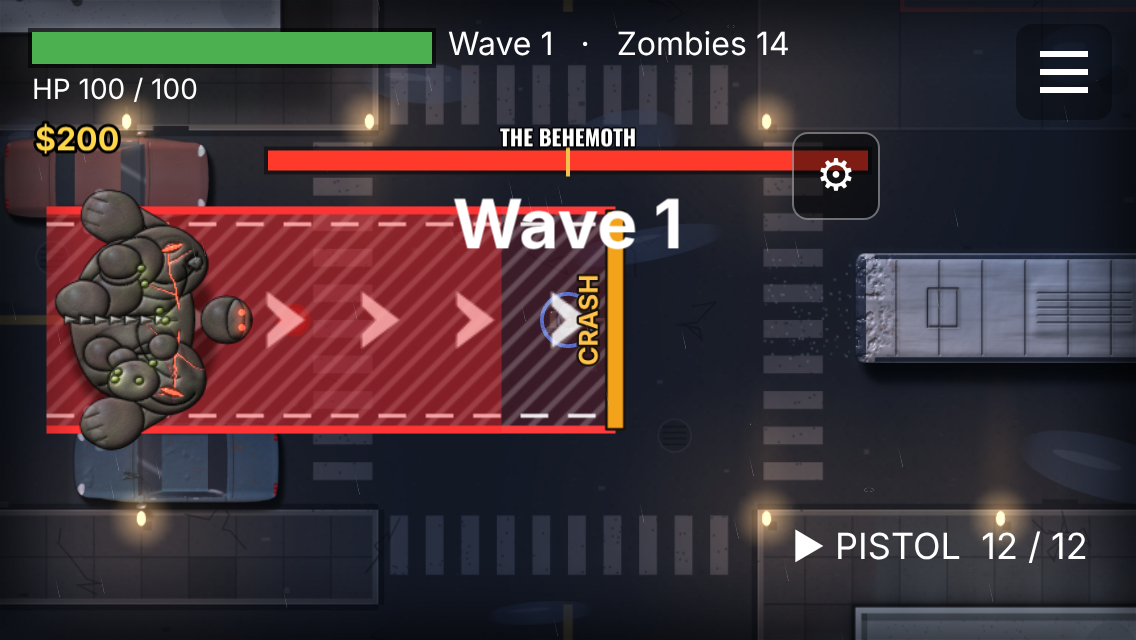 Wave 1 · Zombies 14
HP 100 / 100
$200
THE BEHEMOTH
Wave 1
CRASH
PISTOL 12 / 12